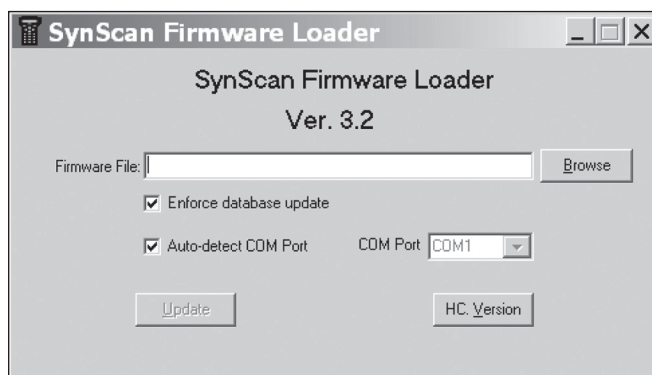 SynScan Firmware Loader
SynScan Firmware Loader
Ver. 3.2
Firmware File: Browse
Enforce database update
Auto-detect COM Port COM Port COM1
Update HC. Version